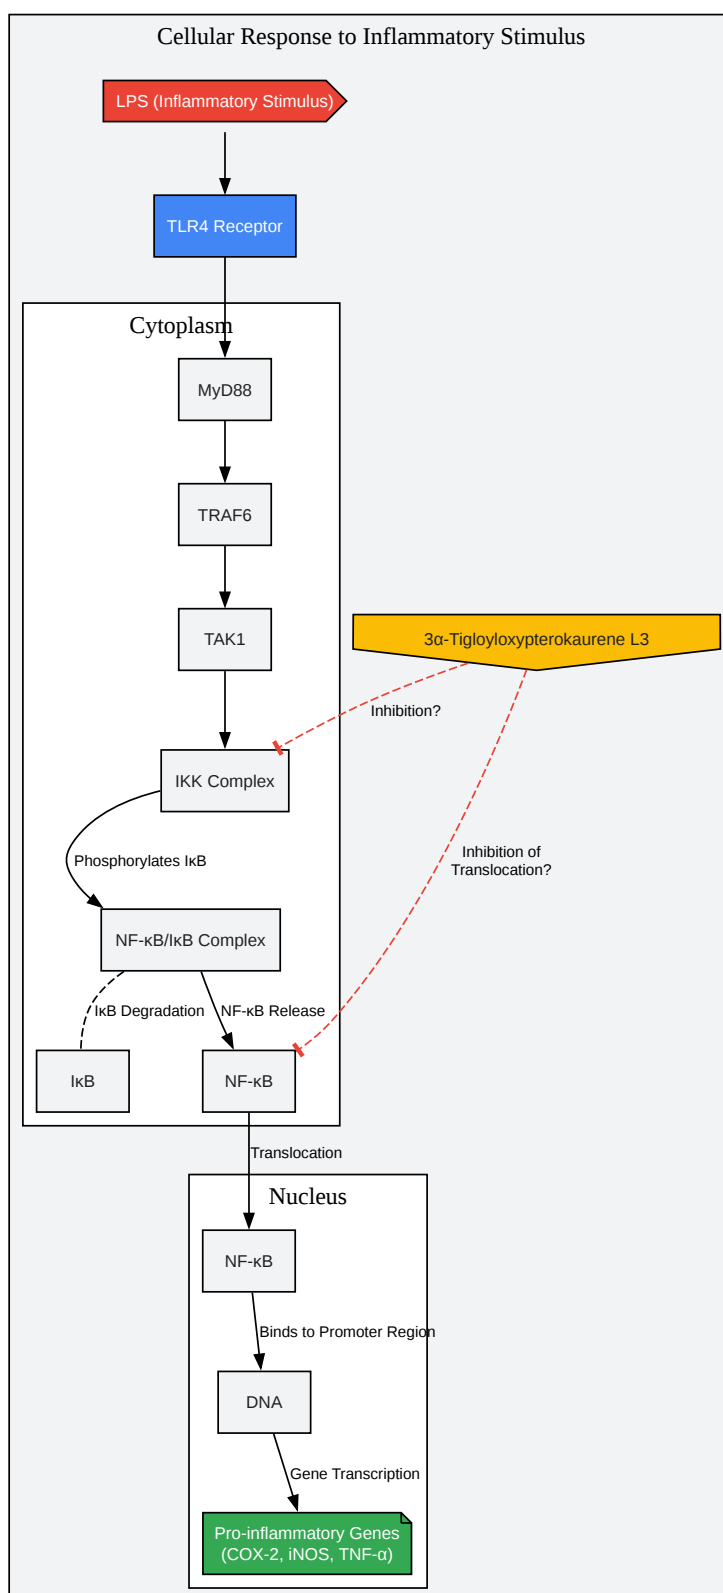 Cellular Response to Inflammatory Stimulus
LPS (Inflammatory Stimulus)
TLR4 Receptor
Cytoplasm
MyD88
TRAF6
TAK1
3α-Tigloyloxypterokaurene L3
Inhibition?
IKK Complex
Phosphorylates IκB
Inhibition of
Translocation?
NF-κB/IκB Complex
IκB Degradation
NF-κB Release
IκB
NF-κB
Translocation
Nucleus
NF-κB
Binds to Promoter Region
DNA
Gene Transcription
Pro-inflammatory Genes
(COX-2, iNOS, TNF-α)